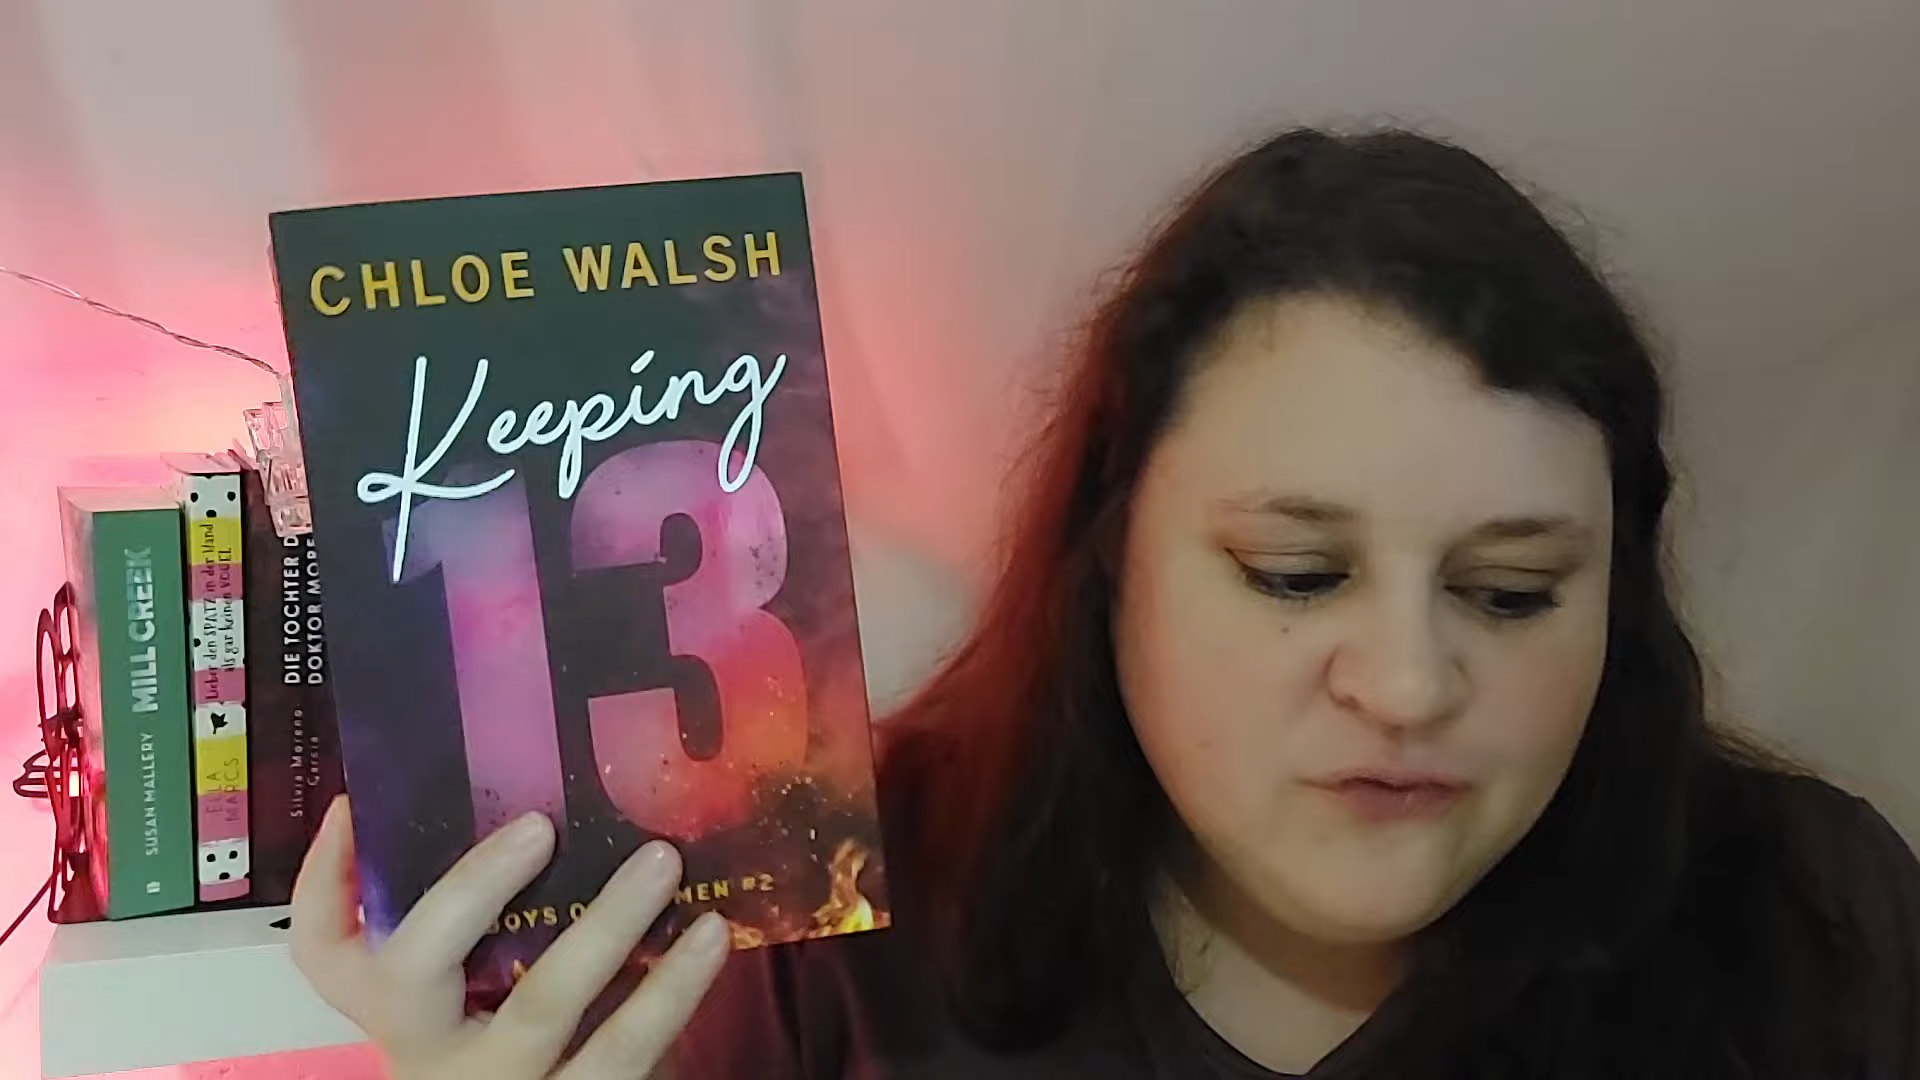 CHLOE WALSH
Keeping
13
BOYS O MEN #2
SUSAN MALLERY MILL CREEK
Lieber den SPATZ in der Hand
als gar keinen VOGEL
ELLA
MARCS
DIE TOCHTER D
DOKTOR MORE
Silvia Moreno
Garcia